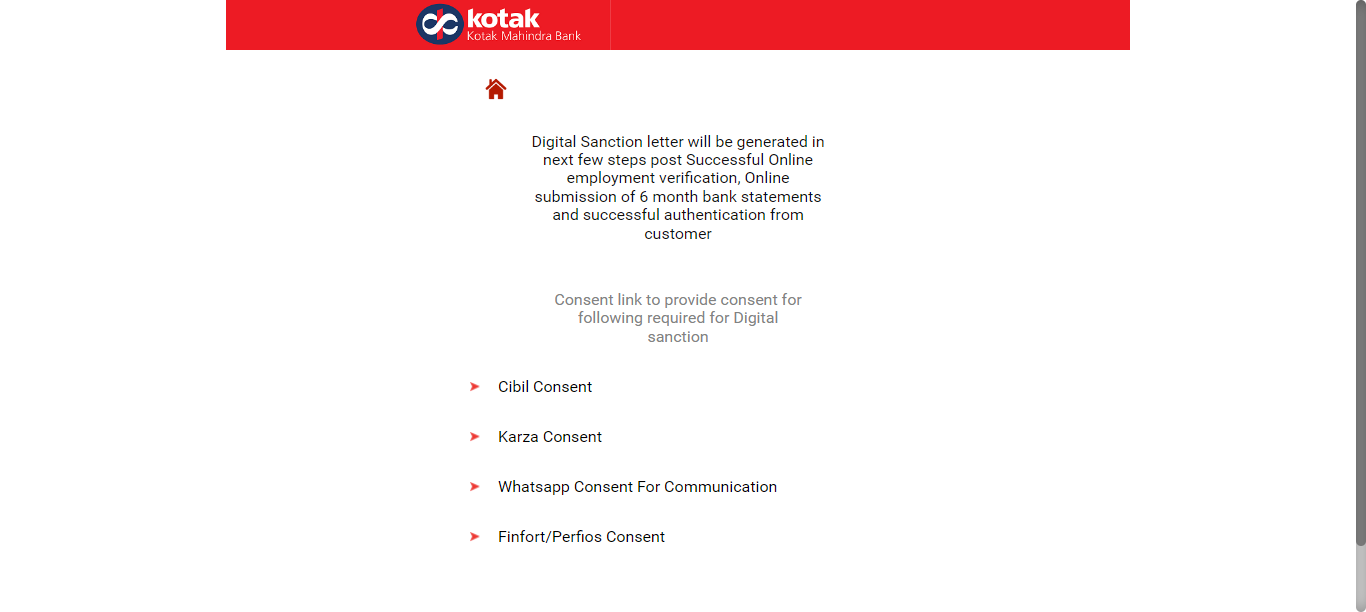 kotak
Kotak Mahindra Bank
Digital Sanction letter will be generated in
next few steps post Successful Online
employment verification, Online
submission of 6 month bank statements
and successful authentication from
customer
Consent link to provide consent for
following required for Digital
sanction
Cibil Consent
Karza Consent
Whatsapp Consent For Communication
Finfort/Perfios Consent